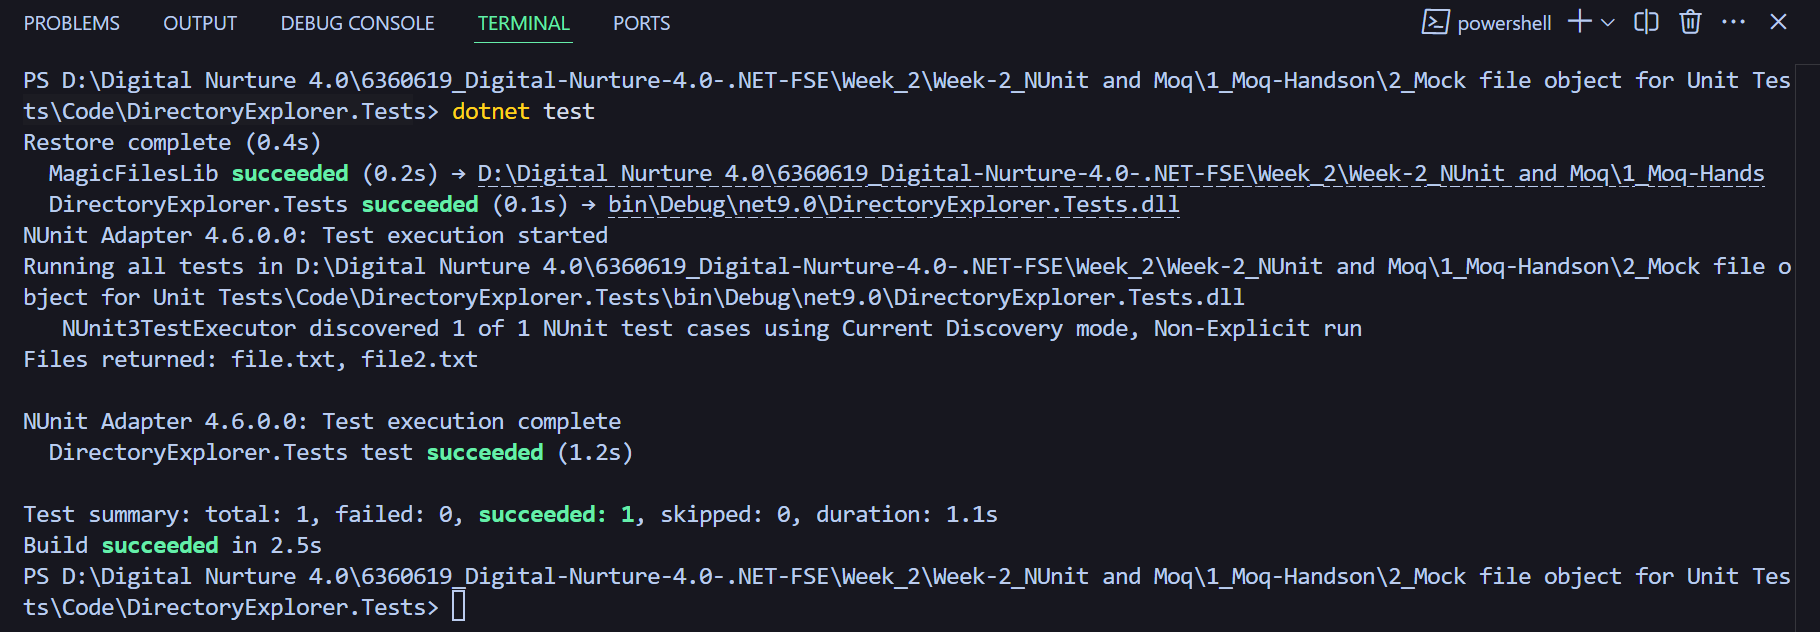 PROBLEMS OUTPUT DEBUG CONSOLE TERMINAL PORTS powershell
PS D:\Digital Nurture 4.0\6360619_Digital-Nurture-4.0-.NET-FSE\Week_2\Week-2_NUnit and Moq\1_Moq-Handson\2_Mock file object for Unit Tes
ts\Code\DirectoryExplorer.Tests> dotnet test
Restore complete (0.4s)
MagicFilesLib succeeded (0.2s) → D:\Digital Nurture 4.0\6360619_Digital-Nurture-4.0-.NET-FSE\Week_2\Week-2_NUnit and Moq\1_Moq-Hands
DirectoryExplorer.Tests succeeded (0.1s) → bin\Debug\net9.0\DirectoryExplorer.Tests.dll
NUnit Adapter 4.6.0.0: Test execution started
Running all tests in D:\Digital Nurture 4.0\6360619_Digital-Nurture-4.0-.NET-FSE\Week_2\Week-2_NUnit and Moq\1_Moq-Handson\2_Mock file o
bject for Unit Tests\Code\DirectoryExplorer.Tests\bin\Debug\net9.0\DirectoryExplorer.Tests.dll
NUnit3TestExecutor discovered 1 of 1 NUnit test cases using Current Discovery mode, Non-Explicit run
Files returned: file.txt, file2.txt
NUnit Adapter 4.6.0.0: Test execution complete
DirectoryExplorer.Tests test succeeded (1.2s)
Test summary: total: 1, failed: 0, succeeded: 1, skipped: 0, duration: 1.1s
Build succeeded in 2.5s
PS D:\Digital Nurture 4.0\6360619_Digital-Nurture-4.0-.NET-FSE\Week_2\Week-2_NUnit and Moq\1_Moq-Handson\2_Mock file object for Unit Tes
ts\Code\DirectoryExplorer.Tests>